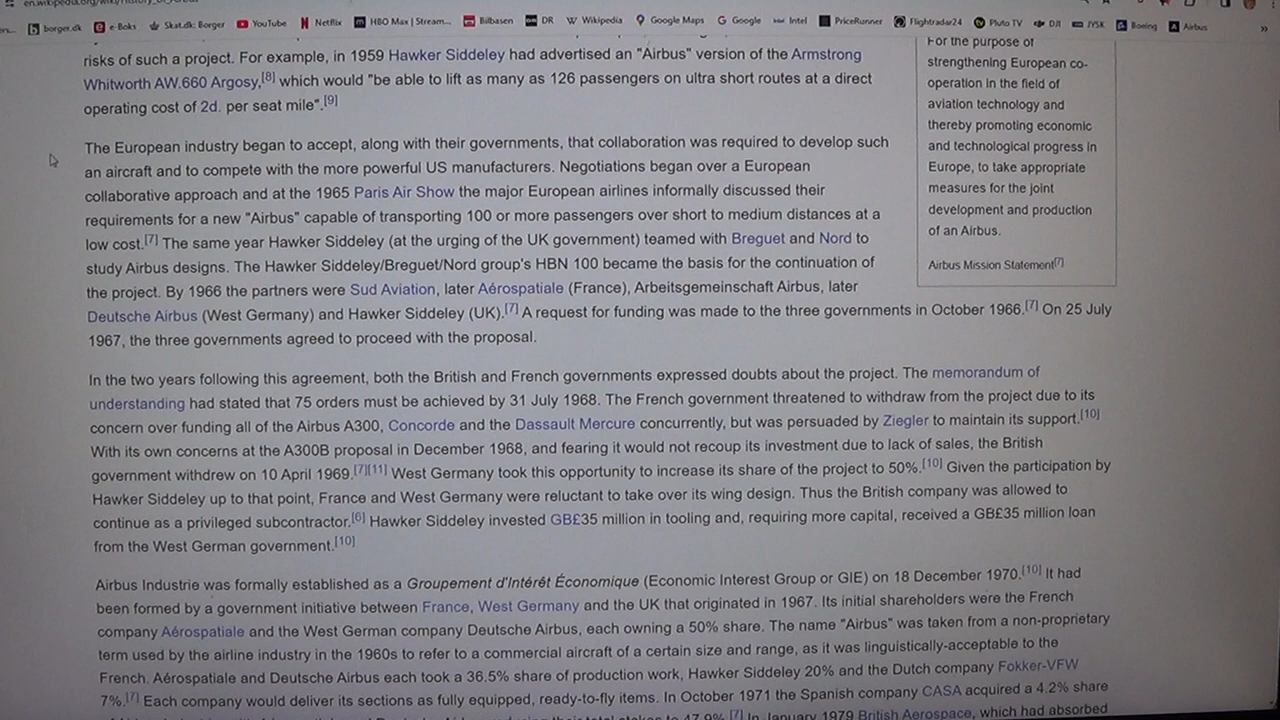 en.wikipedia.org/wiki/History_of_Airbus
borger.dk e-Boks Skat.dk: Borger YouTube Netflix HBO Max | Stream... Bilbasen DR Wikipedia Google Maps Google Intel PriceRunner Flightradar24 Pluto TV DJI JYSK Boeing Airbus »
risks of such a project. For example, in 1959 Hawker Siddeley had advertised an "Airbus" version of the Armstrong
Whitworth AW.660 Argosy,[8] which would "be able to lift as many as 126 passengers on ultra short routes at a direct
operating cost of 2d. per seat mile".[9]
The European industry began to accept, along with their governments, that collaboration was required to develop such
an aircraft and to compete with the more powerful US manufacturers. Negotiations began over a European
collaborative approach and at the 1965 Paris Air Show the major European airlines informally discussed their
requirements for a new "Airbus" capable of transporting 100 or more passengers over short to medium distances at a
low cost.[7] The same year Hawker Siddeley (at the urging of the UK government) teamed with Breguet and Nord to
study Airbus designs. The Hawker Siddeley/Breguet/Nord group's HBN 100 became the basis for the continuation of
the project. By 1966 the partners were Sud Aviation, later Aérospatiale (France), Arbeitsgemeinschaft Airbus, later
Deutsche Airbus (West Germany) and Hawker Siddeley (UK).[7] A request for funding was made to the three governments in October 1966.[7] On 25 July
1967, the three governments agreed to proceed with the proposal.
For the purpose of
strengthening European co-
operation in the field of
aviation technology and
thereby promoting economic
and technological progress in
Europe, to take appropriate
measures for the joint
development and production
of an Airbus.
Airbus Mission Statement[7]
In the two years following this agreement, both the British and French governments expressed doubts about the project. The memorandum of
understanding had stated that 75 orders must be achieved by 31 July 1968. The French government threatened to withdraw from the project due to its
concern over funding all of the Airbus A300, Concorde and the Dassault Mercure concurrently, but was persuaded by Ziegler to maintain its support.[10]
With its own concerns at the A300B proposal in December 1968, and fearing it would not recoup its investment due to lack of sales, the British
government withdrew on 10 April 1969.[7][11] West Germany took this opportunity to increase its share of the project to 50%.[10] Given the participation by
Hawker Siddeley up to that point, France and West Germany were reluctant to take over its wing design. Thus the British company was allowed to
continue as a privileged subcontractor.[6] Hawker Siddeley invested GB£35 million in tooling and, requiring more capital, received a GB£35 million loan
from the West German government.[10]
Airbus Industrie was formally established as a Groupement d'Intérêt Économique (Economic Interest Group or GIE) on 18 December 1970.[10] It had
been formed by a government initiative between France, West Germany and the UK that originated in 1967. Its initial shareholders were the French
company Aérospatiale and the West German company Deutsche Airbus, each owning a 50% share. The name "Airbus" was taken from a non-proprietary
term used by the airline industry in the 1960s to refer to a commercial aircraft of a certain size and range, as it was linguistically-acceptable to the
French. Aérospatiale and Deutsche Airbus each took a 36.5% share of production work, Hawker Siddeley 20% and the Dutch company Fokker-VFW
7%.[7] Each company would deliver its sections as fully equipped, ready-to-fly items. In October 1971 the Spanish company CASA acquired a 4.2% share
their total stakes to 47.9%.[7] In January 1979 British Aerospace, which had absorbed